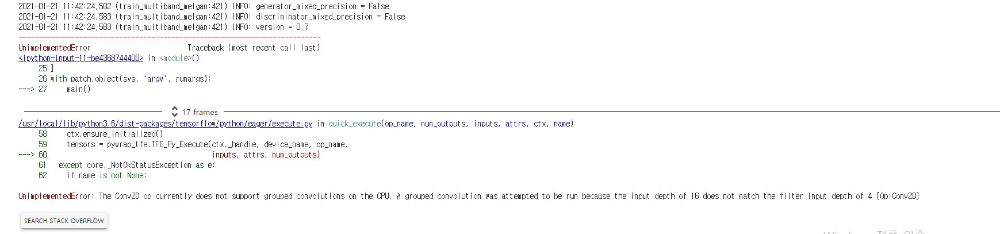 2021-01-21 11:42:24,582 (train_multiband_melgan:421) INFO: generator_mixed_precision = False
2021-01-21 11:42:24,583 (train_multiband_melgan:421) INFO: discriminator_mixed_precision = False
2021-01-21 11:42:24,583 (train_multiband_melgan:421) INFO: version = 0.7
---------------------------------------------------------------------------
UnimplementedError                        Traceback (most recent call last)
<ipython-input-11-be4368744400> in <module>()
     25 ]
     26 with patch.object(sys, 'argv', runargs):
---> 27     main()
17 frames
/usr/local/lib/python3.6/dist-packages/tensorflow/python/eager/execute.py in quick_execute(op_name, num_outputs, inputs, attrs, ctx, name)
     58     ctx.ensure_initialized()
     59     tensors = pywrap_tfe.TFE_Py_Execute(ctx._handle, device_name, op_name,
---> 60                                         inputs, attrs, num_outputs)
     61   except core._NotOkStatusException as e:
     62     if name is not None:
UnimplementedError: The Conv2D op currently does not support grouped convolutions on the CPU. A grouped convolution was attempted to be run because the input depth of 16 does not match the filter input depth of 4 [Op:Conv2D]
SEARCH STACK OVERFLOW